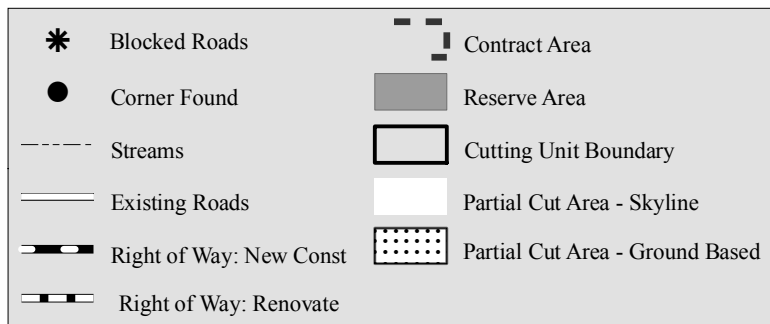 Blocked Roads
Corner Found
Streams
Existing Roads
Right of Way: New Const
Right of Way: Renovate
Contract Area
Reserve Area
Cutting Unit Boundary
Partial Cut Area - Skyline
Partial Cut Area - Ground Based